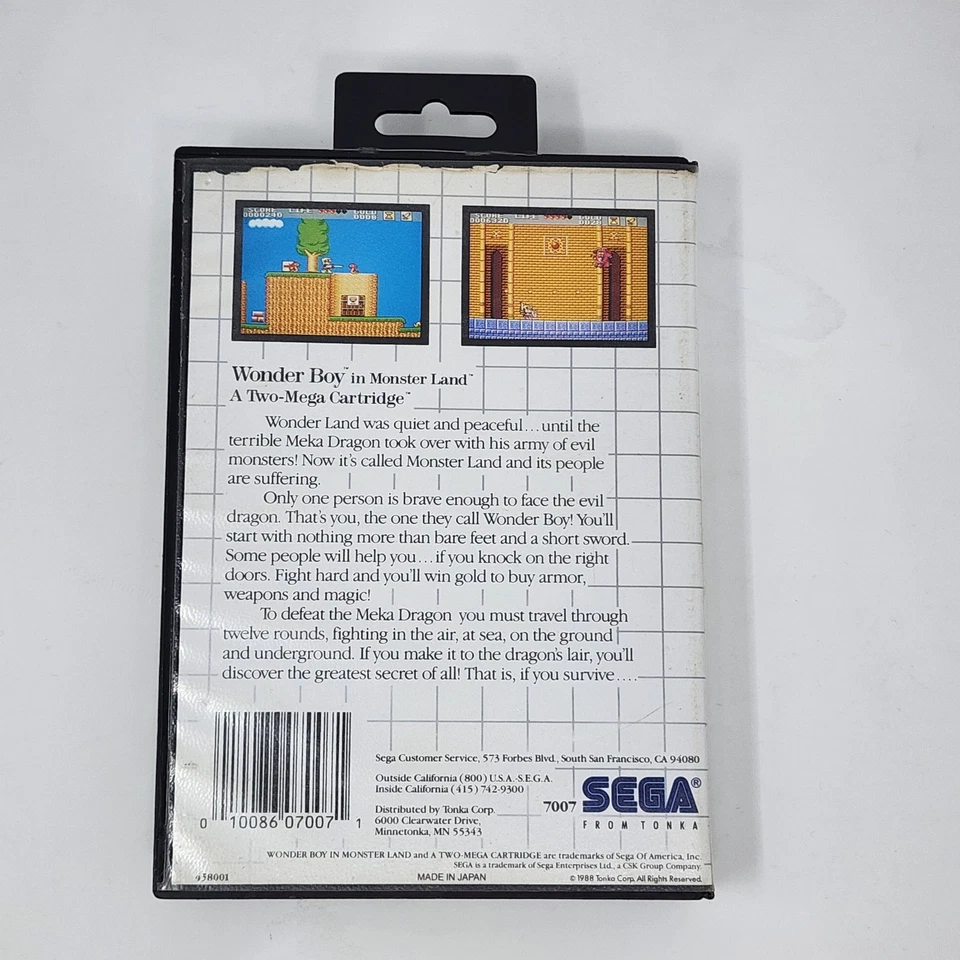 SCORE LIFE GOLD
SCORE LIFE GOLD
Wonder Boy™ in Monster Land™
A Two-Mega Cartridge™
Wonder Land was quiet and peaceful...until the
terrible Meka Dragon took over with his army of evil
monsters! Now it's called Monster Land and its people
are suffering.
Only one person is brave enough to face the evil
dragon. That's you, the one they call Wonder Boy! You'll
start with nothing more than bare feet and a short sword.
Some people will help you...if you knock on the right
doors. Fight hard and you'll win gold to buy armor,
weapons and magic!
To defeat the Meka Dragon you must travel through
twelve rounds, fighting in the air, at sea, on the ground
and underground. If you make it to the dragon's lair, you'll
discover the greatest secret of all! That is, if you survive....
0 10086 07007 1
Sega Customer Service, 573 Forbes Blvd., South San Francisco, CA 94080
Outside California (800) U.S.A.-S.E.G.A.
Inside California (415) 742-9300
Distributed by Tonka Corp.
6000 Clearwater Drive,
Minnetonka, MN 55343
7007 SEGA®
FROM TONKA
WONDER BOY IN MONSTER LAND and A TWO-MEGA CARTRIDGE are trademarks of Sega Of America, Inc.
SEGA is a trademark of Sega Enterprises Ltd., a CSK Group Company.
458001 MADE IN JAPAN © 1988 Tonka Corp. All Rights Reserved.